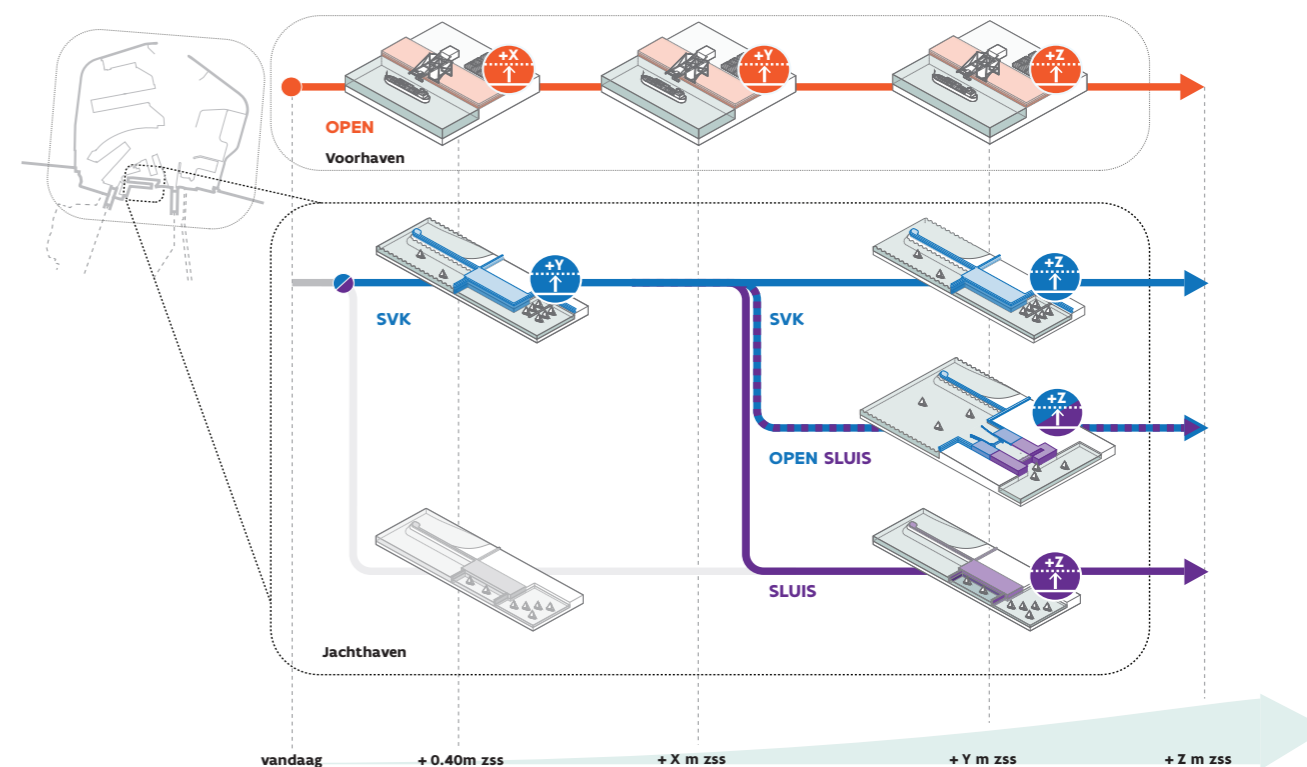 +X
+Y
+Z
OPEN
Voorhaven
+Y
+Z
SVK
SVK
+Z
OPEN SLUIS
+Z
SLUIS
Jachthaven
vandaag
+ 0.40m zss
+ X m zss
+ Y m zss
+ Z m zss